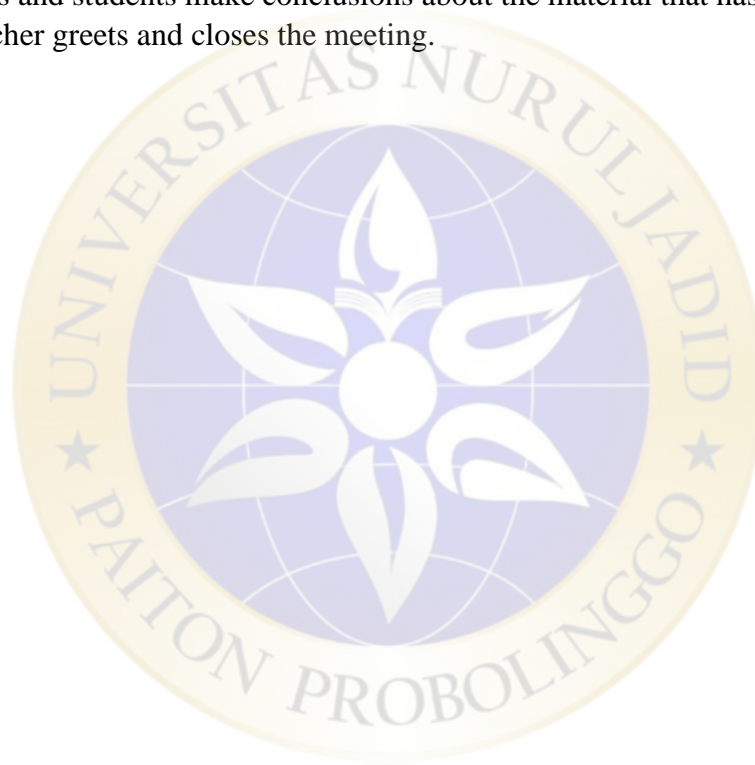 s and students make conclusions about the material that has
cher greets and closes the meeting.
UNIVERSITAS NURUL JADID
★ PAITON PROBOLINGGO ★